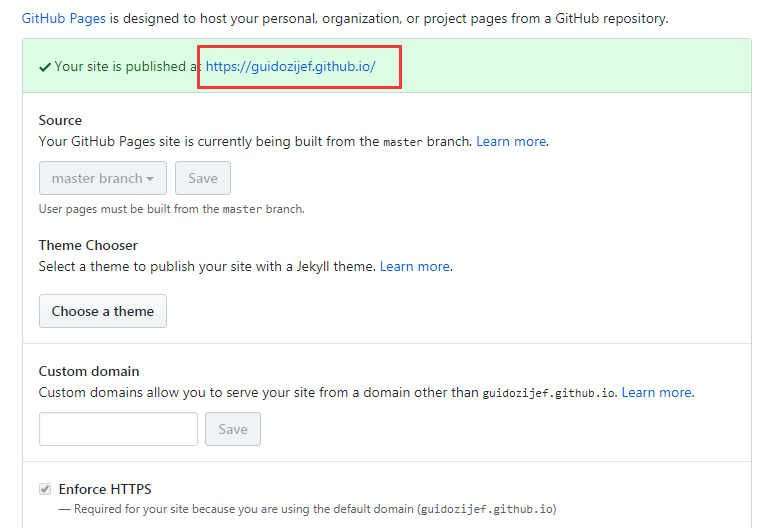 GitHub Pages is designed to host your personal, organization, or project pages from a GitHub repository.
Your site is published at https://guidozijef.github.io/
Source
Your GitHub Pages site is currently being built from the master branch. Learn more.
master branch Save
User pages must be built from the master branch.
Theme Chooser
Select a theme to publish your site with a Jekyll theme. Learn more.
Choose a theme
Custom domain
Custom domains allow you to serve your site from a domain other than guidozijef.github.io. Learn more.
Save
Enforce HTTPS
— Required for your site because you are using the default domain (guidozijef.github.io)